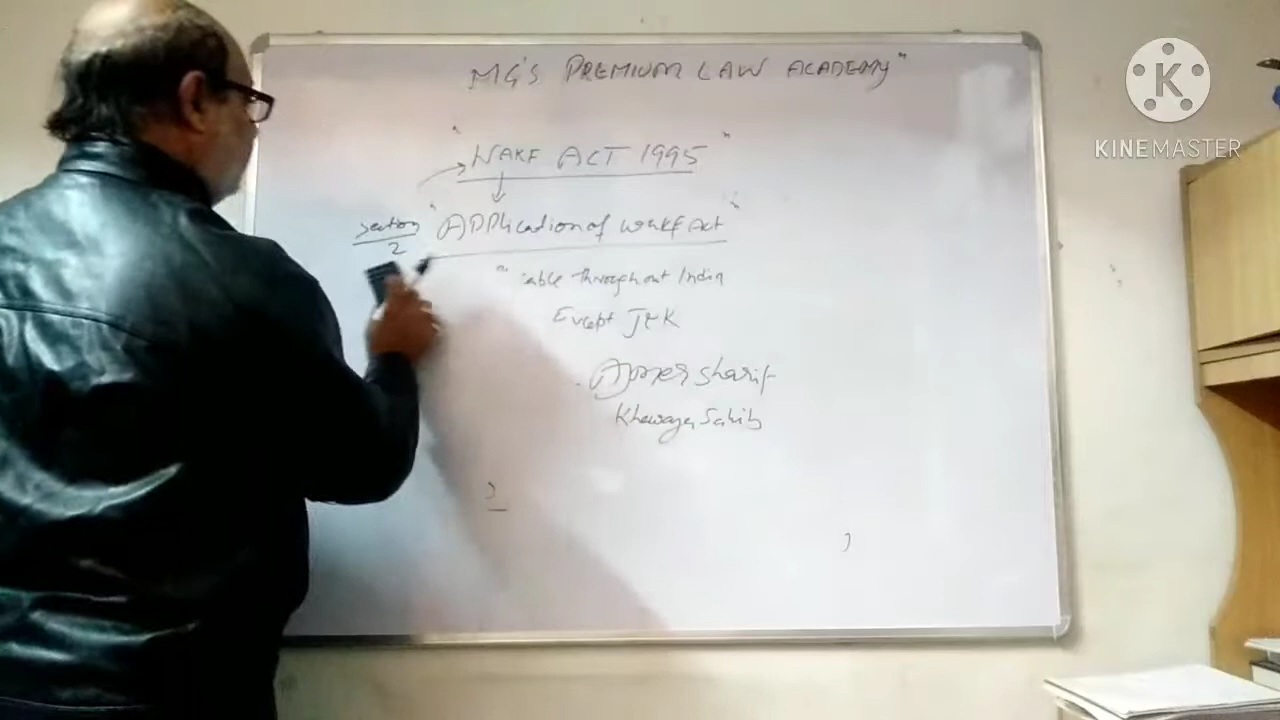 MG'S PREMIUM LAW ACADEMY"
"WAKF ACT 1995"
Section 2
"Application of Wakf Act"
able throughout India
Except J&K
Ajmer Sharif
Khawaja Sahib
K
KINEMASTER